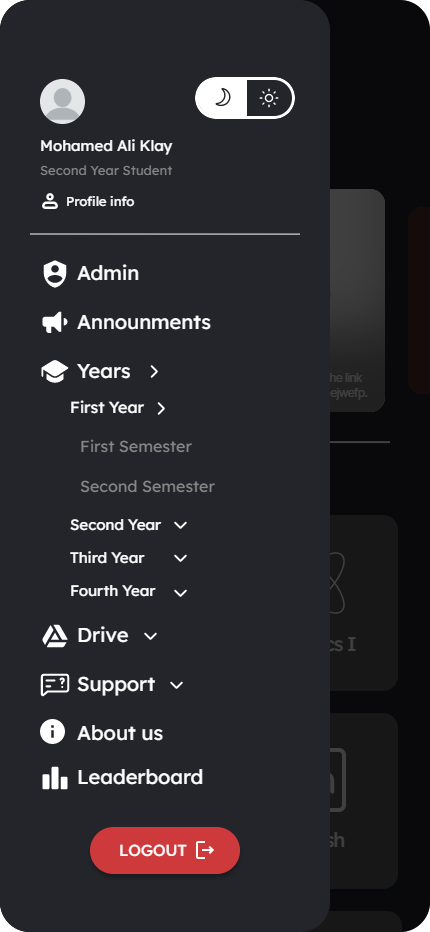 Mohamed Ali Klay
Second Year Student
Profile info
Admin
Announments
Years
First Year
First Semester
Second Semester
Second Year
Third Year
Fourth Year
Drive
Support
About us
Leaderboard
LOGOUT
he link
ejwefp.
cs I
sh